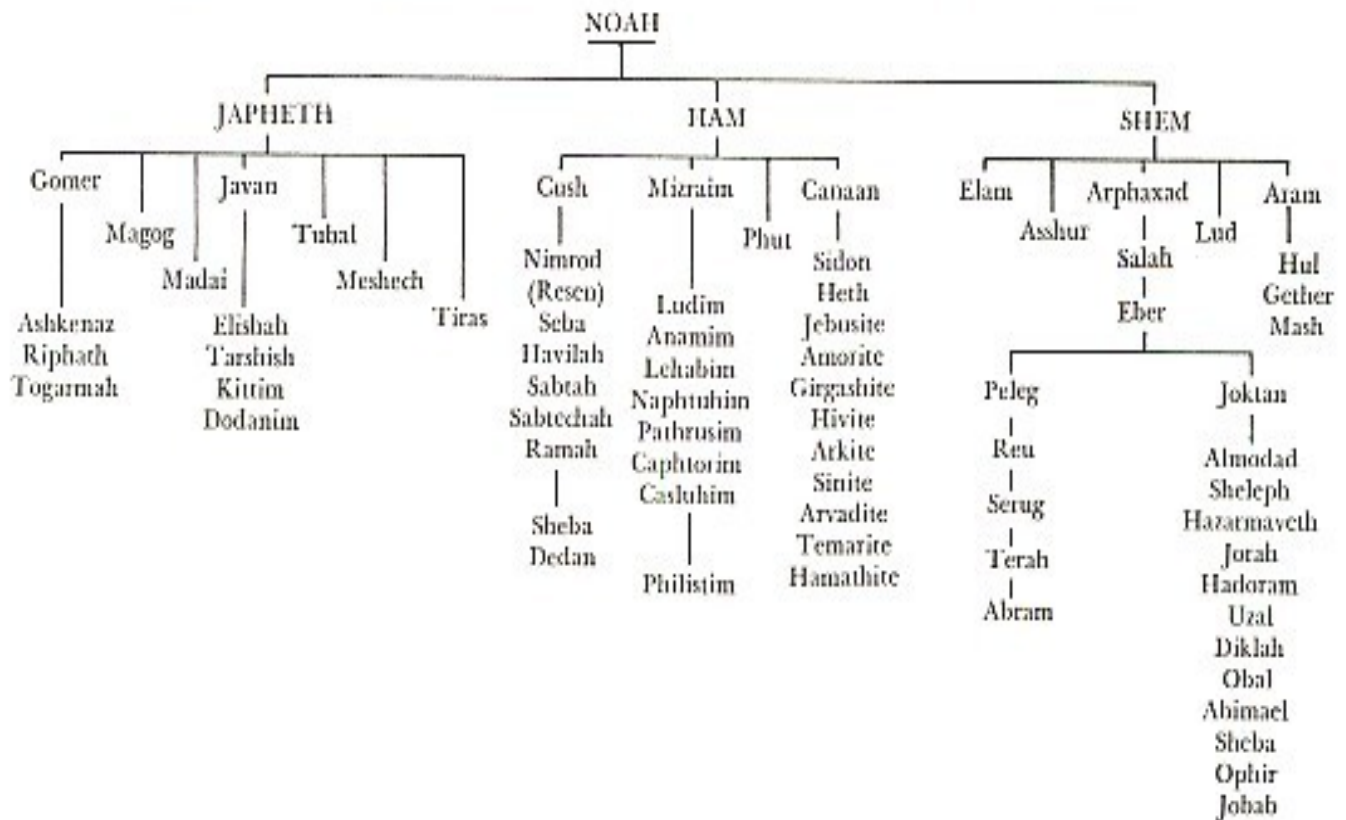 NOAH
JAPHETH HAM SHEM
Gomer Javan Cush Mizraim Canaan Elam Arphaxad Aram
Magog Tubal Phut Asshur Lud
Madai Meshech
Tiras
Ashkenaz
Riphath
Togarmah
Elishah
Tarshish
Kittim
Dodanim
Nimrod
(Resen)
Seba
Havilah
Sabtah
Sabtechah
Ramah
Sheba
Dedan
Ludim
Anamim
Lehabim
Naphtuhim
Pathrusim
Caphtorim
Casluhim
Philistim
Sidon
Heth
Jebusite
Amorite
Girgashite
Hivite
Arkite
Sinite
Arvadite
Temarite
Hamathite
Salah
Eber
Hul
Gether
Mash
Peleg
Reu
Serug
Terah
Abram
Joktan
Almodad
Sheleph
Hazarmaveth
Jorah
Hadoram
Uzal
Diklah
Obal
Abimael
Sheba
Ophir
Jobab